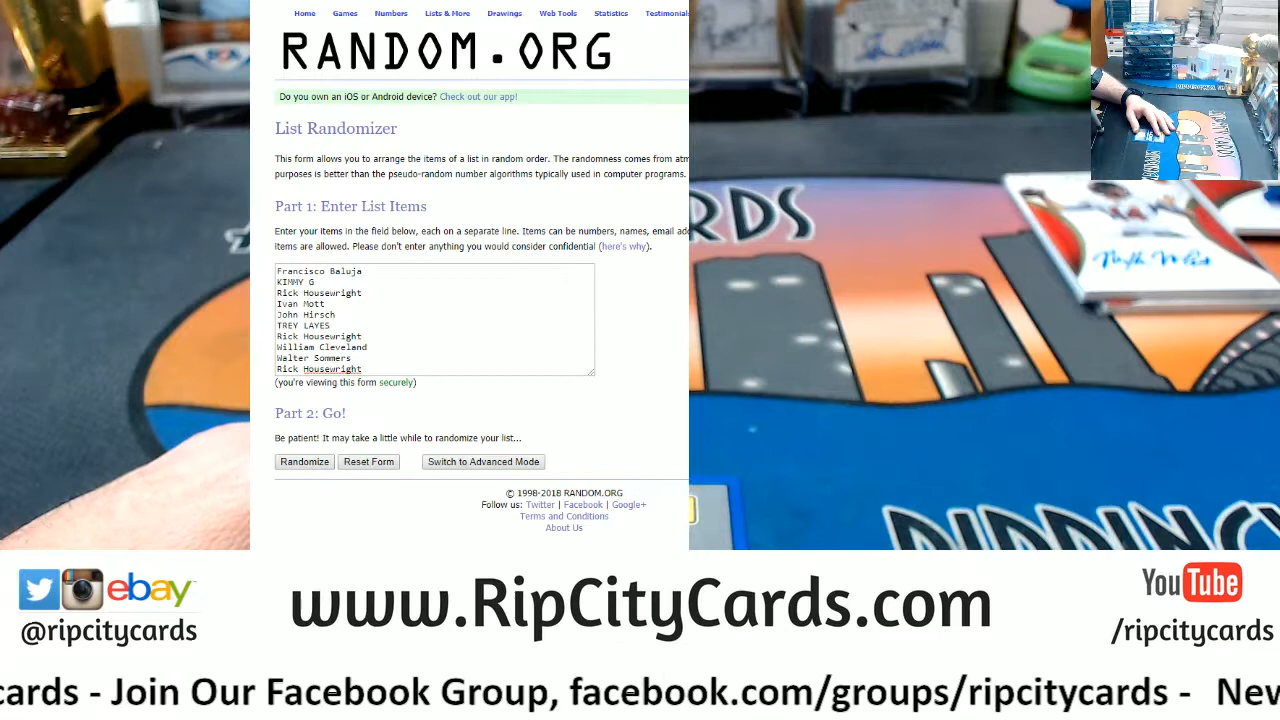 Home Games Numbers Lists & More Drawings Web Tools Statistics Testimonials
RANDOM.ORG
Do you own an iOS or Android device? Check out our app!
List Randomizer
This form allows you to arrange the items of a list in random order. The randomness comes from atm
purposes is better than the pseudo-random number algorithms typically used in computer programs.
Part 1: Enter List Items
Enter your items in the field below, each on a separate line. Items can be numbers, names, email add
items are allowed. Please don't enter anything you would consider confidential (here's why).
Francisco Baluja
KIMMY G
Rick Housewright
Ivan Mott
John Hirsch
TREY LAYES
Rick Housewright
William Cleveland
Walter Sommers
Rick Housewright
(you're viewing this form securely)
Part 2: Go!
Be patient! It may take a little while to randomize your list...
Randomize Reset Form Switch to Advanced Mode
© 1998-2018 RANDOM.ORG
Follow us: Twitter | Facebook | Google+
Terms and Conditions
About Us
RDS
RIPPINCY
ebay
@ripcitycards
www.RipCityCards.com
YouTube
/ripcitycards
cards - Join Our Facebook Group, facebook.com/groups/ripcitycards - New